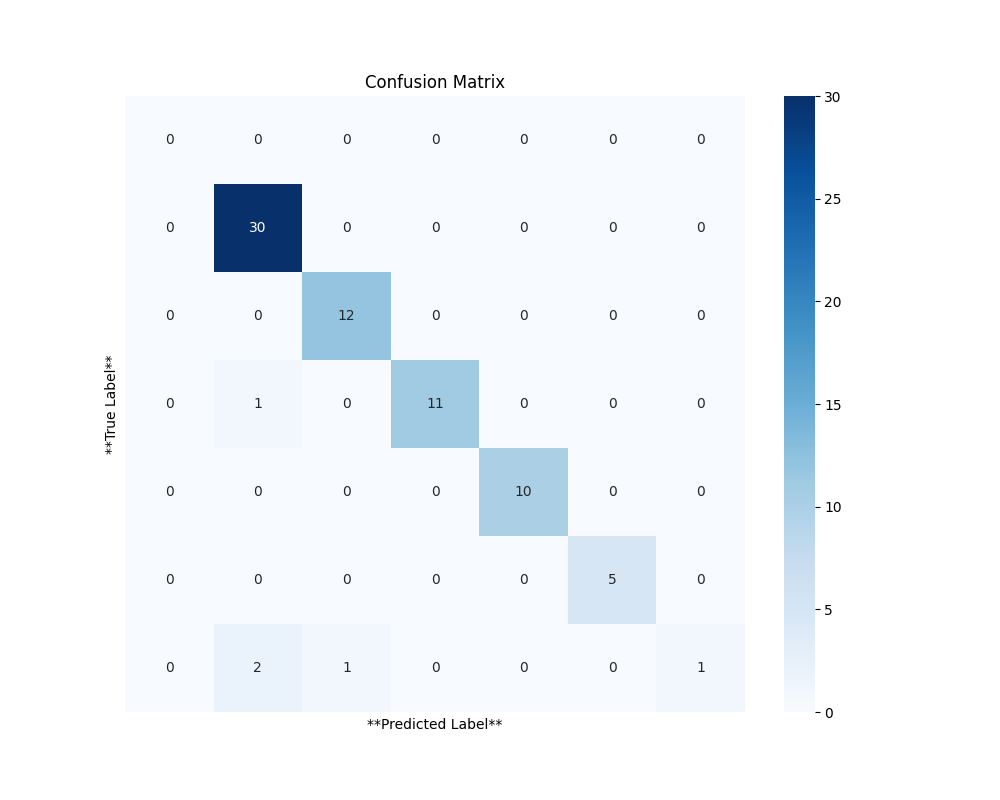 Confusion Matrix
0 0 0 0 0 0 0
0 30 0 0 0 0 0
0 0 12 0 0 0 0
0 1 0 11 0 0 0
0 0 0 0 10 0 0
0 0 0 0 0 5 0
0 2 1 0 0 0 1
**True Label**
**Predicted Label**
30
25
20
15
10
5
0